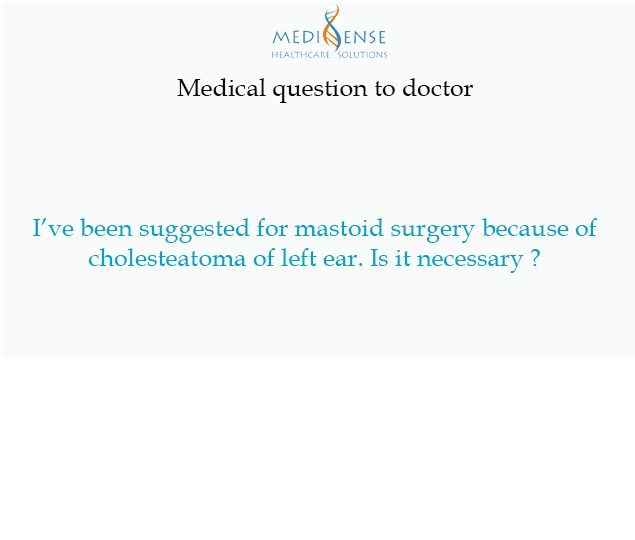 MEDISENSE
HEALTHCARE SOLUTIONS
Medical question to doctor
I’ve been suggested for mastoid surgery because of
cholesteatoma of left ear. Is it necessary ?